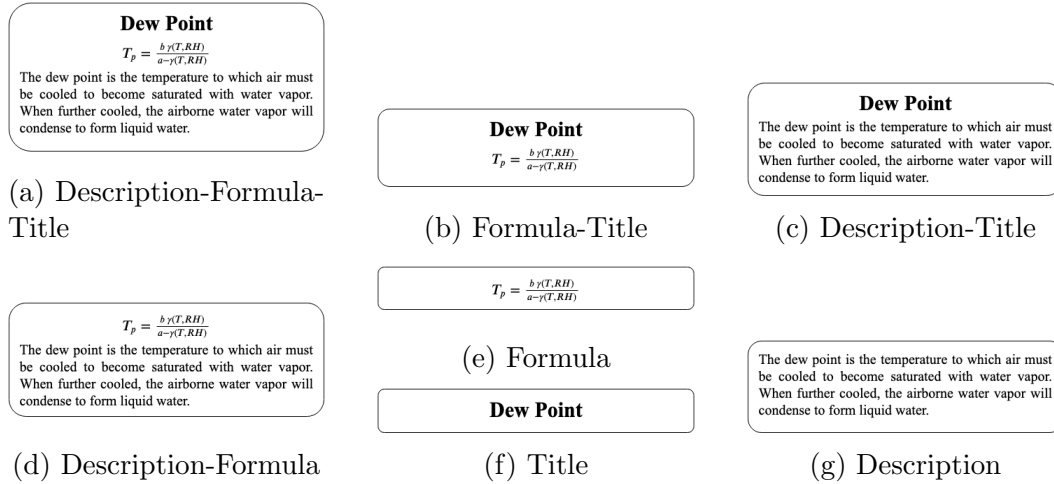 Dew Point
T_p = b γ(T,RH) / a−γ(T,RH)
The dew point is the temperature to which air must
be cooled to become saturated with water vapor.
When further cooled, the airborne water vapor will
condense to form liquid water.
(a) Description-Formula-
Title
Dew Point
T_p = b γ(T,RH) / a−γ(T,RH)
(b) Formula-Title
Dew Point
The dew point is the temperature to which air must
be cooled to become saturated with water vapor.
When further cooled, the airborne water vapor will
condense to form liquid water.
(c) Description-Title
T_p = b γ(T,RH) / a−γ(T,RH)
The dew point is the temperature to which air must
be cooled to become saturated with water vapor.
When further cooled, the airborne water vapor will
condense to form liquid water.
(d) Description-Formula
T_p = b γ(T,RH) / a−γ(T,RH)
(e) Formula
Dew Point
(f) Title
The dew point is the temperature to which air must
be cooled to become saturated with water vapor.
When further cooled, the airborne water vapor will
condense to form liquid water.
(g) Description